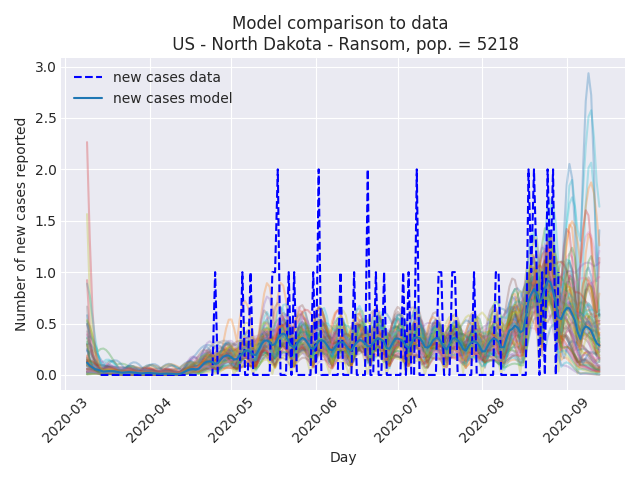 Model comparison to data
US - North Dakota - Ransom, pop. = 5218
new cases data
new cases model
Number of new cases reported
3.0
2.5
2.0
1.5
1.0
0.5
0.0
2020-03
2020-04
2020-05
2020-06
2020-07
2020-08
2020-09
Day